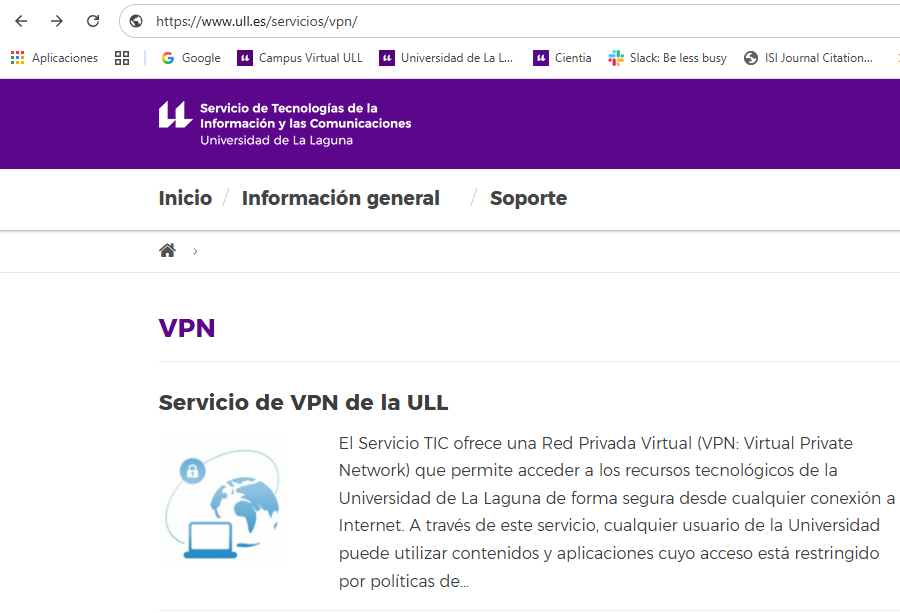 https://www.ull.es/servicios/vpn/
Aplicaciones Google Campus Virtual ULL Universidad de La L... Cientia Slack: Be less busy ISI Journal Citation...
Servicio de Tecnologías de la
Información y las Comunicaciones
Universidad de La Laguna
Inicio / Información general / Soporte
VPN
Servicio de VPN de la ULL
El Servicio TIC ofrece una Red Privada Virtual (VPN: Virtual Private
Network) que permite acceder a los recursos tecnológicos de la
Universidad de La Laguna de forma segura desde cualquier conexión a
Internet. A través de este servicio, cualquier usuario de la Universidad
puede utilizar contenidos y aplicaciones cuyo acceso está restringido
por políticas de...